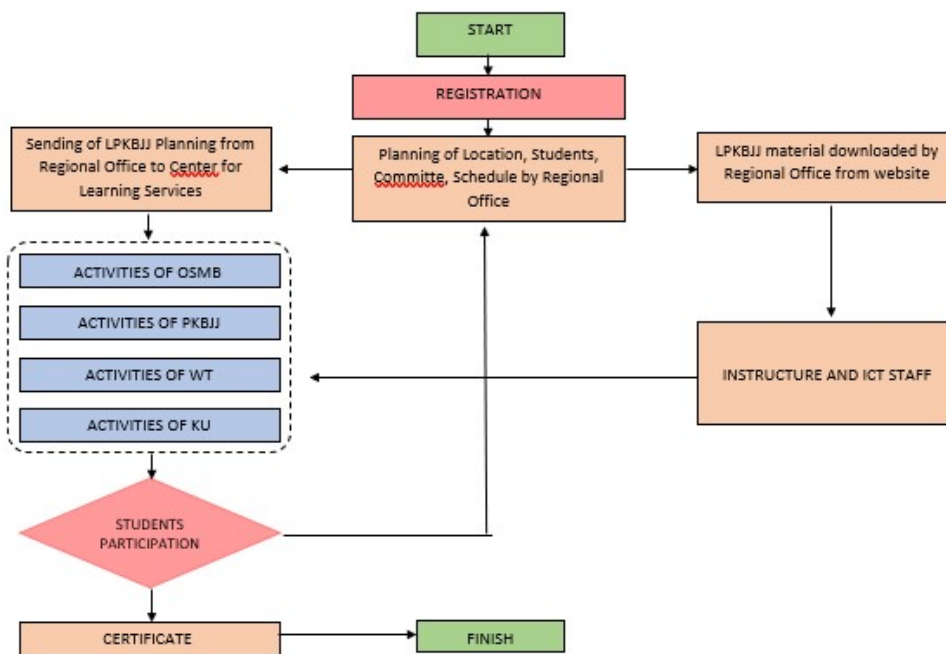 START
REGISTRATION
Sending of LPKBJJ Planning from
Regional Office to Center for
Learning Services
Planning of Location, Students,
Committe, Schedule by Regional
Office
LPKBJJ material downloaded by
Regional Office from website
ACTIVITIES OF OSMB
ACTIVITIES OF PKBJJ
ACTIVITIES OF WT
ACTIVITIES OF KU
INSTRUCTURE AND ICT STAFF
STUDENTS
PARTICIPATION
CERTIFICATE
FINISH